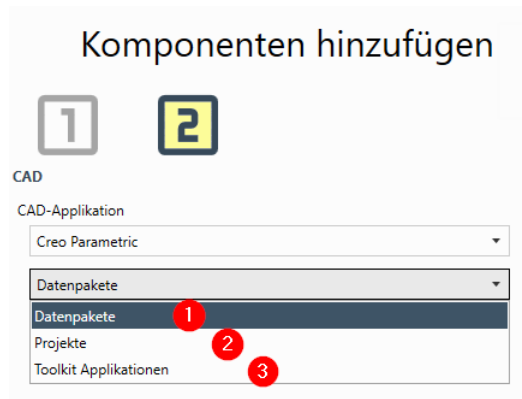 Komponenten hinzufügen
1 2
CAD
CAD-Applikation
Creo Parametric
Datenpakete
Datenpakete 1
Projekte 2
Toolkit Applikationen 3